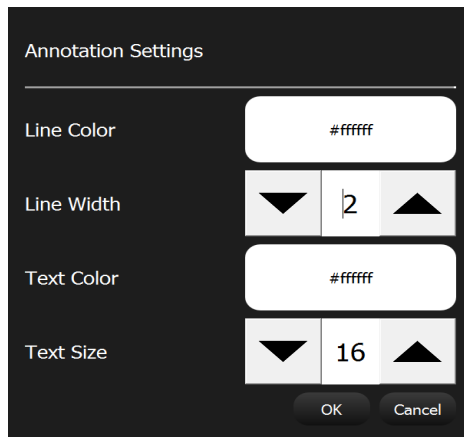 Annotation Settings
Line Color #ffffff
Line Width 2
Text Color #ffffff
Text Size 16
OK Cancel